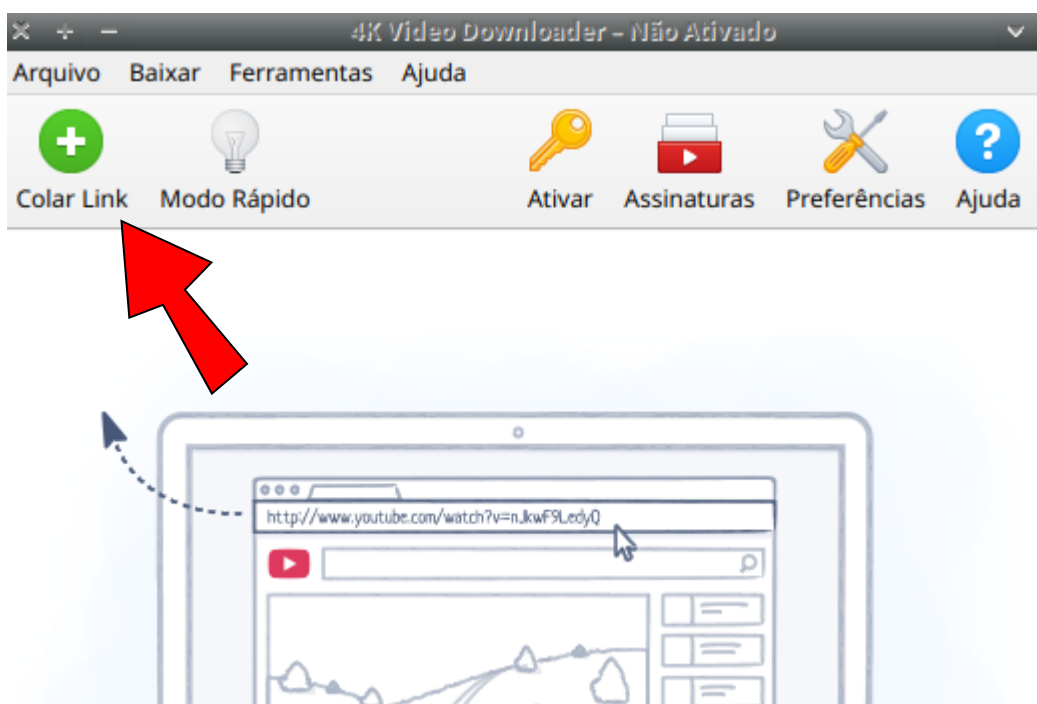 4K Video Downloader – Não Ativado
Arquivo Baixar Ferramentas Ajuda
Colar Link Modo Rápido Ativar Assinaturas Preferências Ajuda
http://www.youtube.com/watch?v=nJkwF9LedyQ